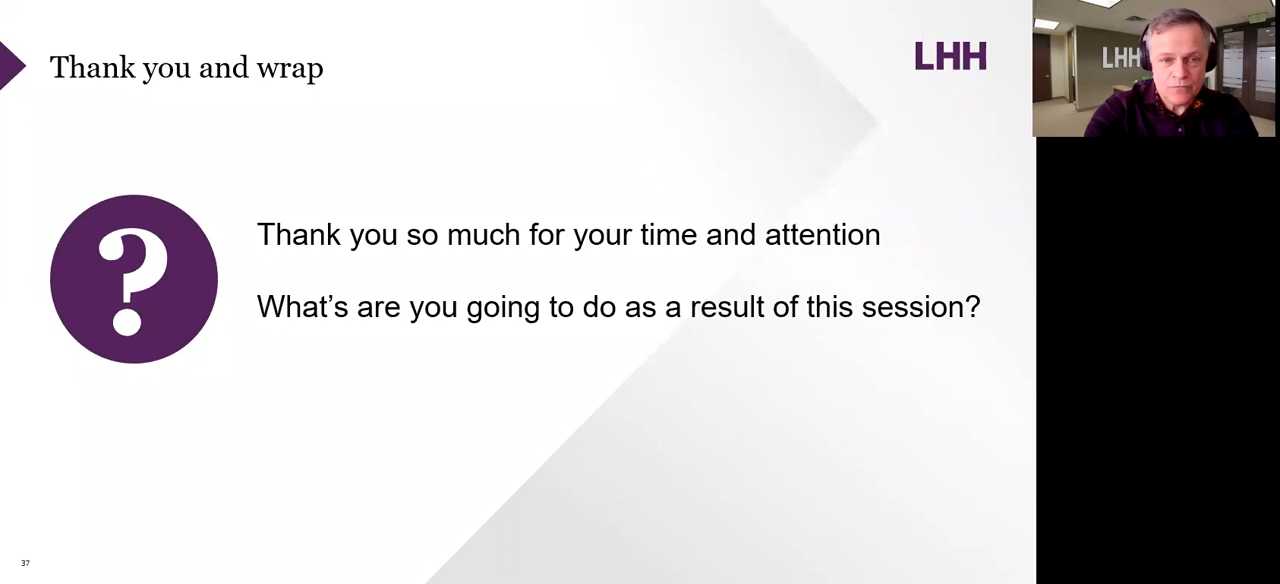 Thank you and wrap
LHH
LHH
?
Thank you so much for your time and attention
What’s are you going to do as a result of this session?
37